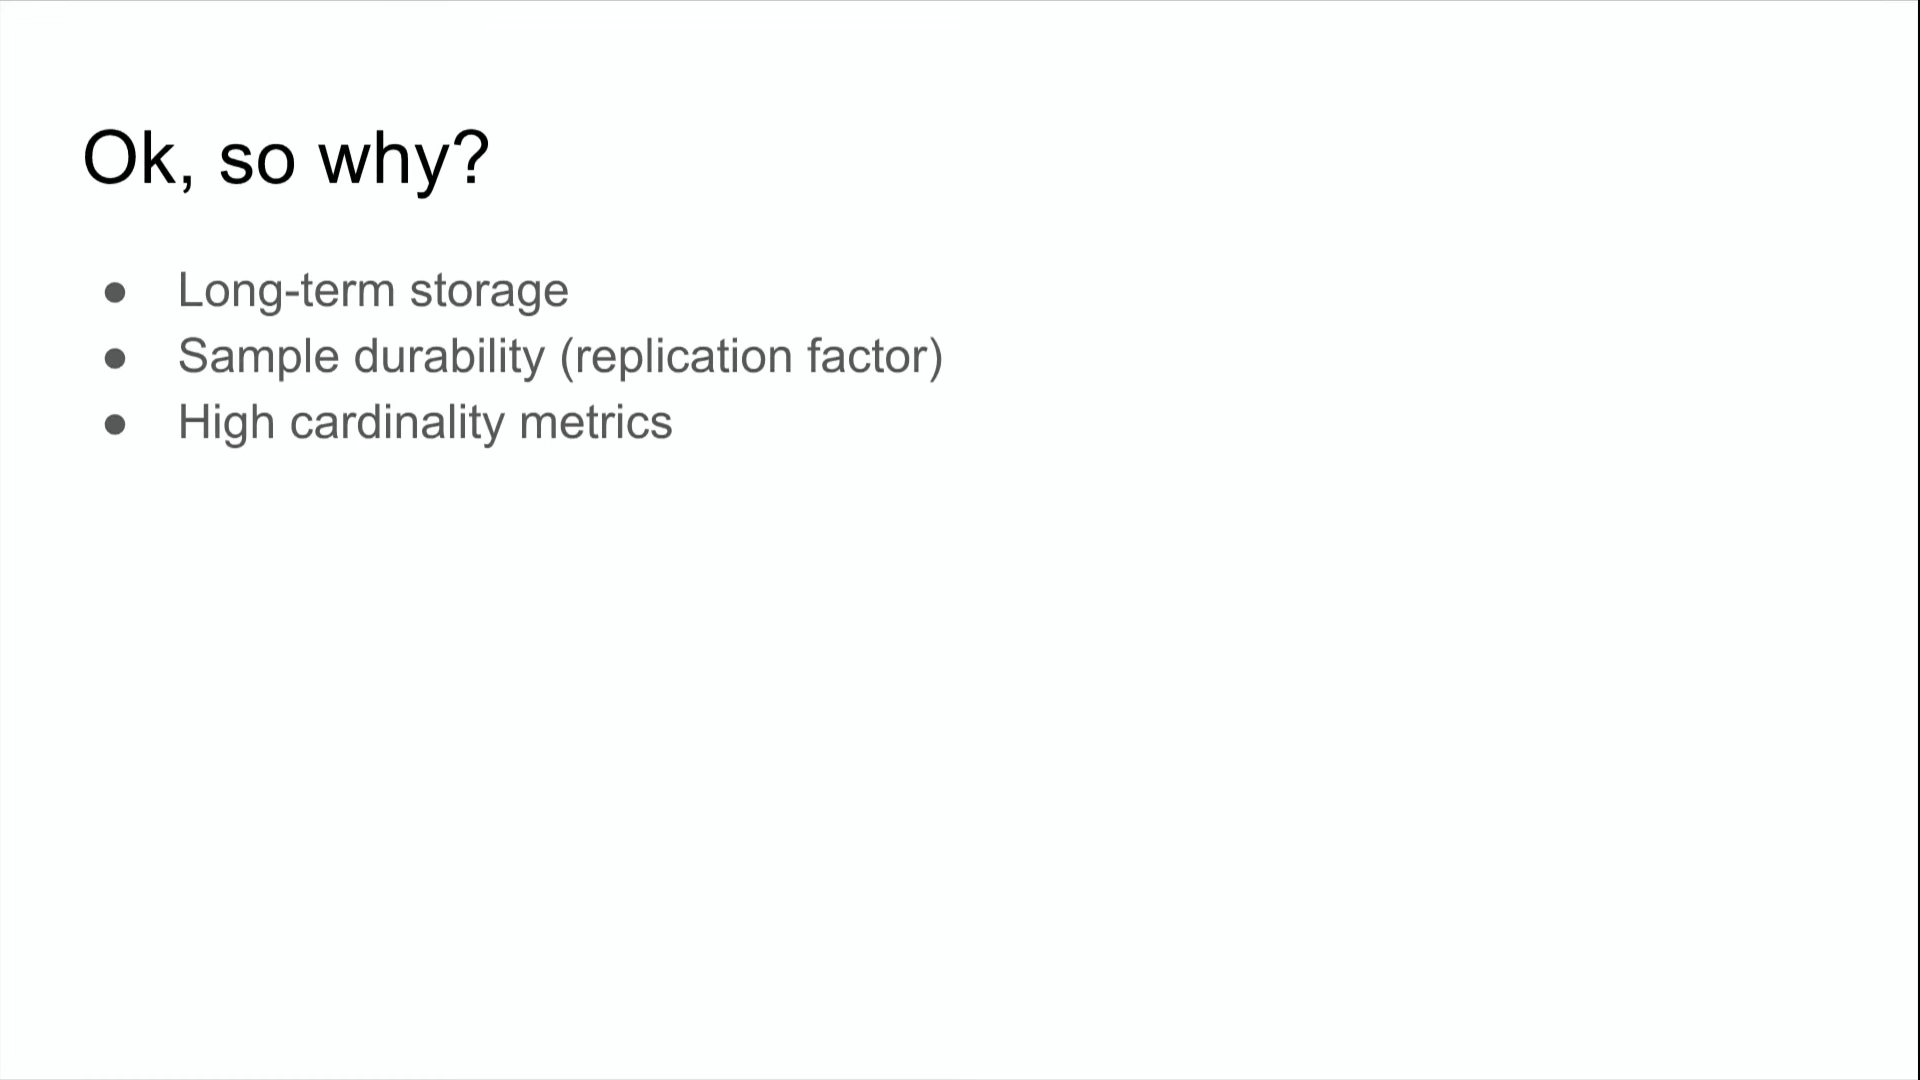 Ok, so why?
● Long-term storage
● Sample durability (replication factor)
● High cardinality metrics